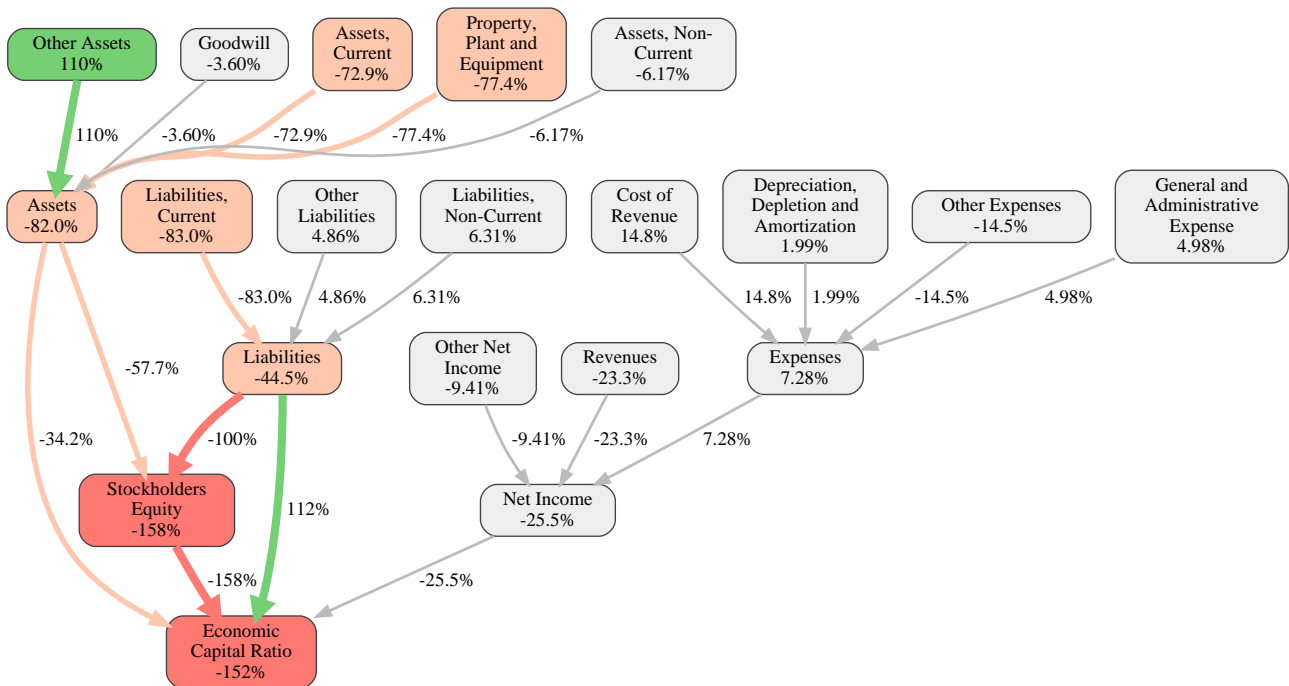 Other Assets
110%
Goodwill
-3.60%
Assets,
Current
-72.9%
Property,
Plant and
Equipment
-77.4%
Assets, Non-
Current
-6.17%
110%
-3.60%
-72.9%
-77.4%
-6.17%
Assets
-82.0%
Liabilities,
Current
-83.0%
Other
Liabilities
4.86%
Liabilities,
Non-Current
6.31%
Cost of
Revenue
14.8%
Depreciation,
Depletion and
Amortization
1.99%
Other Expenses
-14.5%
General and
Administrative
Expense
4.98%
-83.0%
4.86%
6.31%
14.8%
1.99%
-14.5%
4.98%
-57.7%
Liabilities
-44.5%
Other Net
Income
-9.41%
Revenues
-23.3%
Expenses
7.28%
-34.2%
-100%
-9.41%
-23.3%
7.28%
Stockholders
Equity
-158%
112%
Net Income
-25.5%
-158%
-25.5%
Economic
Capital Ratio
-152%